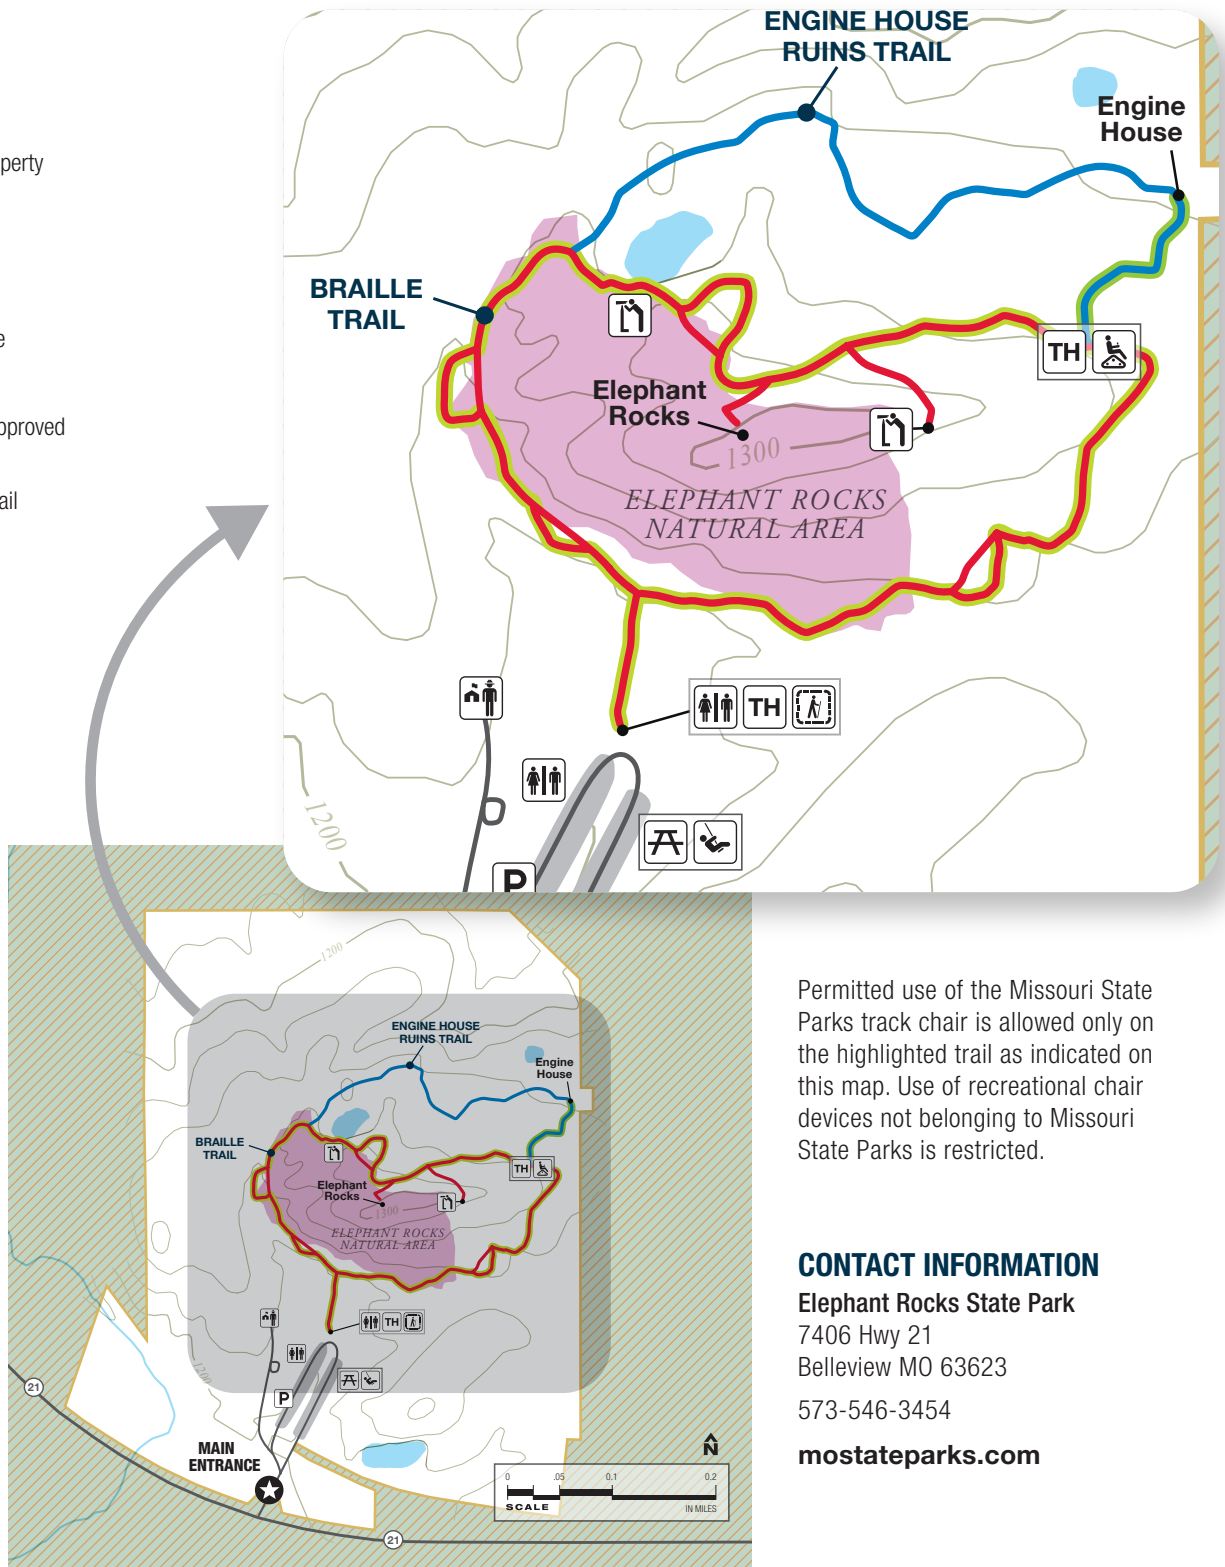 perty
e
pproved
ail
ENGINE HOUSE
RUINS TRAIL
Engine
House
BRAILLE
TRAIL
TH
Elephant
Rocks
1300
ELEPHANT ROCKS
NATURAL AREA
TH
1200
P
1200
ENGINE HOUSE
RUINS TRAIL
Engine
House
BRAILLE
TRAIL
TH
Elephant
Rocks
1300
ELEPHANT ROCKS
NATURAL AREA
TH
1200
P
21
MAIN
ENTRANCE
N
0 .05 0.1 0.2
SCALE IN MILES
21
Permitted use of the Missouri State
Parks track chair is allowed only on
the highlighted trail as indicated on
this map. Use of recreational chair
devices not belonging to Missouri
State Parks is restricted.
CONTACT INFORMATION
Elephant Rocks State Park
7406 Hwy 21
Belleview MO 63623
573-546-3454
mostateparks.com